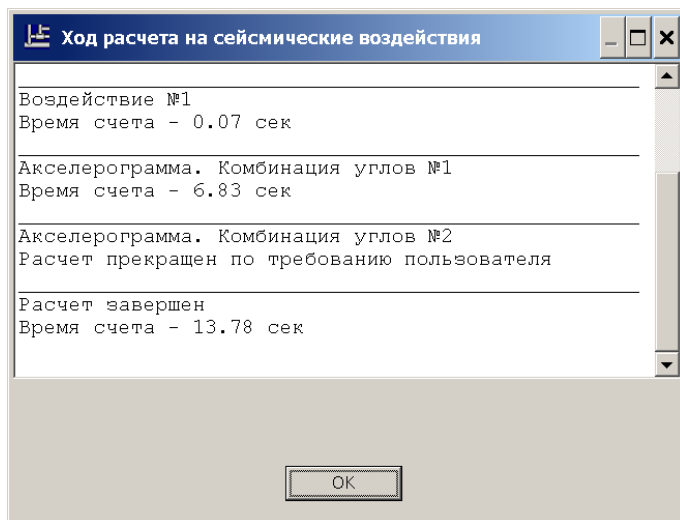 Ход расчета на сейсмические воздействия
Воздействие №1
Время счета - 0.07 сек
Акселерограмма. Комбинация углов №1
Время счета - 6.83 сек
Акселерограмма. Комбинация углов №2
Расчет прекращен по требованию пользователя
Расчет завершен
Время счета - 13.78 сек
OK